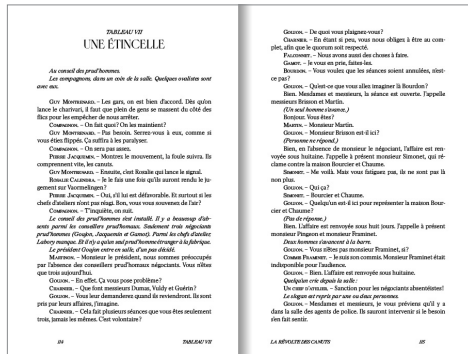 TABLEAU VII
UNE ÉTINCELLE
Au conseil des prud'hommes.
Les compagnons, dans un coin de la salle. Quelques ovalistes sont
avec eux.
GUY MONTBENARD. – Les gars, on est bien d'accord. Dès qu'on
lance le charivari, il faut que plein de gens se massent du côté des
flics pour les empêcher de nous arrêter.
COMPAGNON. – On fait quoi ? On les maintient ?
GUY MONTBENARD. – Pas besoin. Serrez-vous à eux, comme si
vous étiez flippés. Ça suffira à les paralyser.
COMPAGNON. – On sera pas assez.
PIERRE JACQUEMIN. – Montrez le mouvement, la foule suivra. Ils
comprennent vite, les canuts.
GUY MONTBENARD. – Ensuite, c'est Rosalie qui lance le signal.
ROSALIE – Je le fais une fois qu'ils auront rendu le ju-
gement sur Vuormelingen ?
PIERRE JACQUEMIN. – Oui, s'il lui est défavorable. Et surtout si les
chefs d'ateliers n'ont pas réagi. Bon, vous vous souvenez de l'air ?
COMPAGNON. – T'inquiète, on suit.
Le conseil des prud'hommes s'est installé. Il y a beaucoup d'ab-
sents parmi les conseillers prud'hommaux. Seulement trois négociants
prud'hommes (Goujon, Jacquemin et Gamot). Parmi les chefs d'atelier
Labory manque. Et il n'y a qu'un seul prud'homme étranger à la fabrique.
Le président Goujon entre en salle, d'un pas décidé.
MARTINON. – Monsieur le président, nous sommes préoccupés
par l'absence des conseillers prud'homaux négociants. Vous n'êtes
que trois aujourd'hui.
GOUJON. – En effet. Ça vous pose problème ?
CHARNIER. – Que font messieurs Dumas, Vuldy et Guérin ?
GOUJON. – Vous leur demanderez quand ils reviendront. Ils sont
pris par leurs affaires, j'imagine.
CHARNIER. – Cela fait plusieurs séances que vous êtes seulement
trois, jamais les mêmes. C'est volontaire ?
114
TABLEAU VII
GOUJON. – De quoi vous plaignez-vous ?
CHARNIER. – En étant si peu, vous nous obligez à être au com-
plet, afin que le quorum soit respecté.
FALCONNET. – Nous avons aussi des choses à faire.
GAMOT. – Je vous en prie, faites-les.
BOURSON. – Vous voulez que les séances soient annulées, n'est-
ce pas ?
GOUJON. – Qu'est-ce que vous allez imaginer là Bourdon ?
Bien. Mesdames et messieurs, la séance est ouverte. J'appelle
messieurs Brisson et Martin.
(Un seul homme s'avance.)
Bonjour. Vous êtes ?
MARTIN. – Monsieur Martin.
GOUJON. – Monsieur Brisson est-il ici ?
(Personne ne répond.)
Bien, en l'absence de monsieur le négociant, l'affaire est ren-
voyée sous huitaine. J'appelle à présent monsieur Simonet, qui ré-
clame contre la maison Bourcier et Chaume.
SIMONET. – Me voilà. Mais vous fatiguez pas, ils ne sont pas là
non plus.
GOUJON. – Qui ça ?
SIMONET. – Bourcier et Chaume.
GOUJON. – Quelqu'un est-il ici pour représenter la maison Bour-
cier et Chaume ?
(Pas de réponse.)
Bien. L'affaire est renvoyée sous huit jours. J'appelle à présent
monsieur Pingeon et monsieur Framinet.
Deux hommes s'avancent à la barre.
GOUJON. – Vous n'êtes pas monsieur Framinet, si ?
COMMIS FRAMINET. – Je suis son commis. Monsieur Framinet était
indisponible pour l'audience.
GOUJON. – Bien. L'affaire est renvoyée sous huitaine.
Quelqu'un crie depuis la salle :
UN CHEF D'ATELIER. – Sanction pour les négociants absentéistes !
Le slogan est repris par une ou deux personnes.
GOUJON. – Mesdames et messieurs, je vous préviens qu'il y a
dans la salle des agents de police. Ils sauront intervenir si le besoin
s'en fait sentir.
LA RÉVOLTE DES CANUTS
115